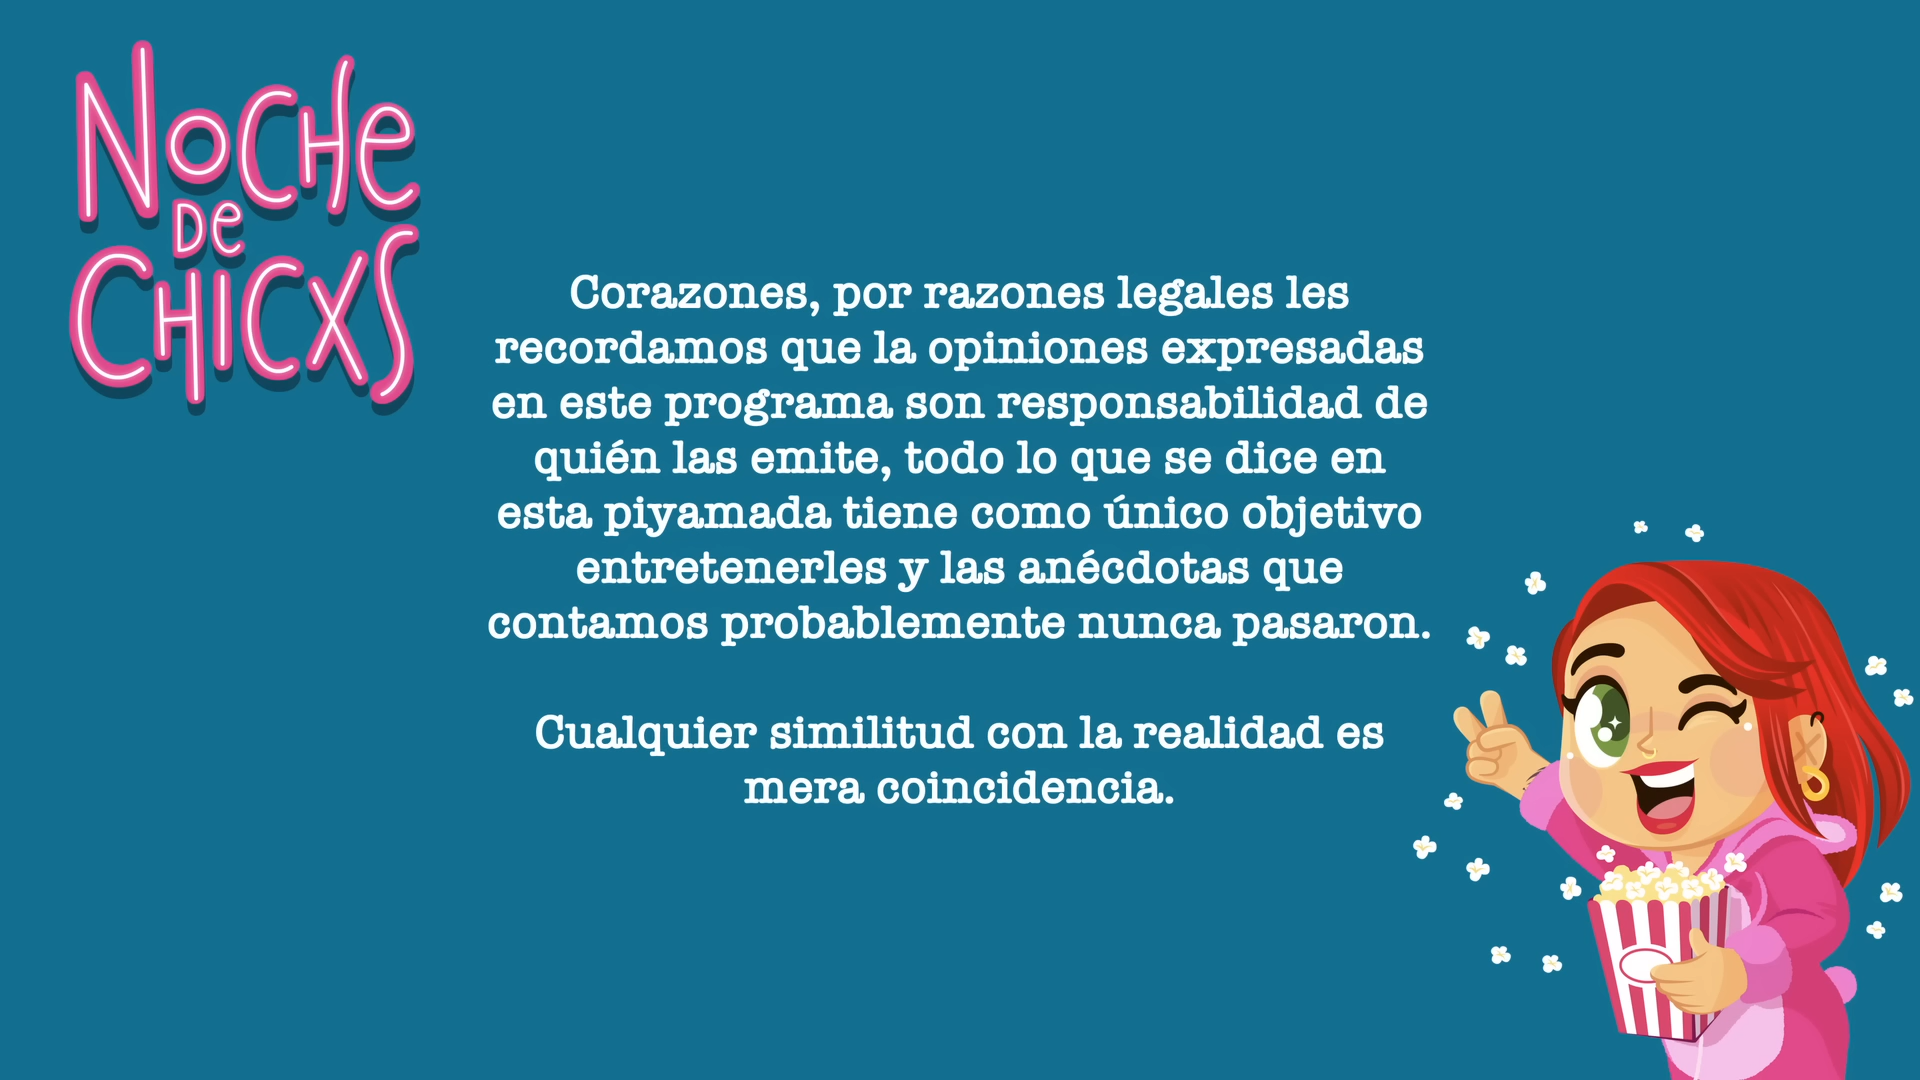 NOCHE
DE
CHICXS
Corazones, por razones legales les
recordamos que la opiniones expresadas
en este programa son responsabilidad de
quién las emite, todo lo que se dice en
esta piyamada tiene como único objetivo
entretenerles y las anécdotas que
contamos probablemente nunca pasaron.
Cualquier similitud con la realidad es
mera coincidencia.